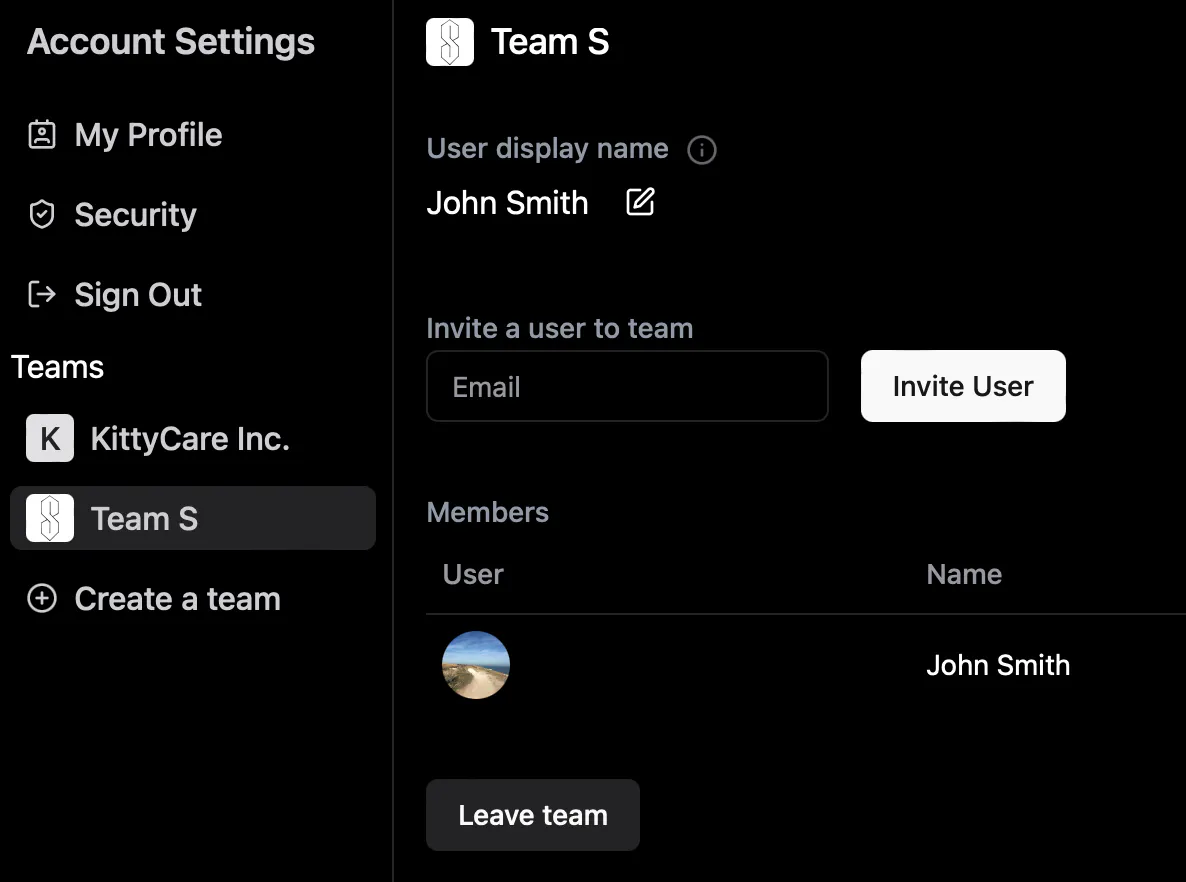 Account Settings
My Profile
Security
Sign Out
Teams
K KittyCare Inc.
Team S
Create a team
Team S
User display name
John Smith
Invite a user to team
Email
Invite User
Members
User Name
John Smith
Leave team